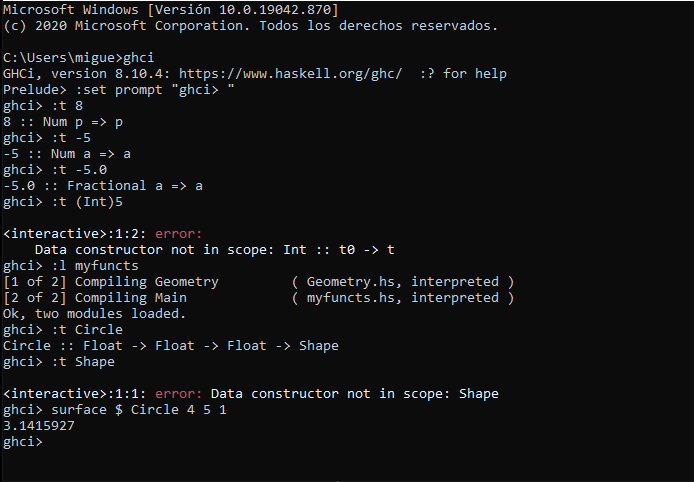 Microsoft Windows [Versión 10.0.19042.870]
(c) 2020 Microsoft Corporation. Todos los derechos reservados.
C:\Users\migue>ghci
GHCi, version 8.10.4: https://www.haskell.org/ghc/  :? for help
Prelude> :set prompt "ghci> "
ghci> :t 8
8 :: Num p => p
ghci> :t -5
-5 :: Num a => a
ghci> :t -5.0
-5.0 :: Fractional a => a
ghci> :t (Int)5
<interactive>:1:2: error:
    Data constructor not in scope: Int :: t0 -> t
ghci> :l myfuncts
[1 of 2] Compiling Geometry         ( Geometry.hs, interpreted )
[2 of 2] Compiling Main             ( myfuncts.hs, interpreted )
Ok, two modules loaded.
ghci> :t Circle
Circle :: Float -> Float -> Float -> Shape
ghci> :t Shape
<interactive>:1:1: error: Data constructor not in scope: Shape
ghci> surface $ Circle 4 5 1
3.1415927
ghci>